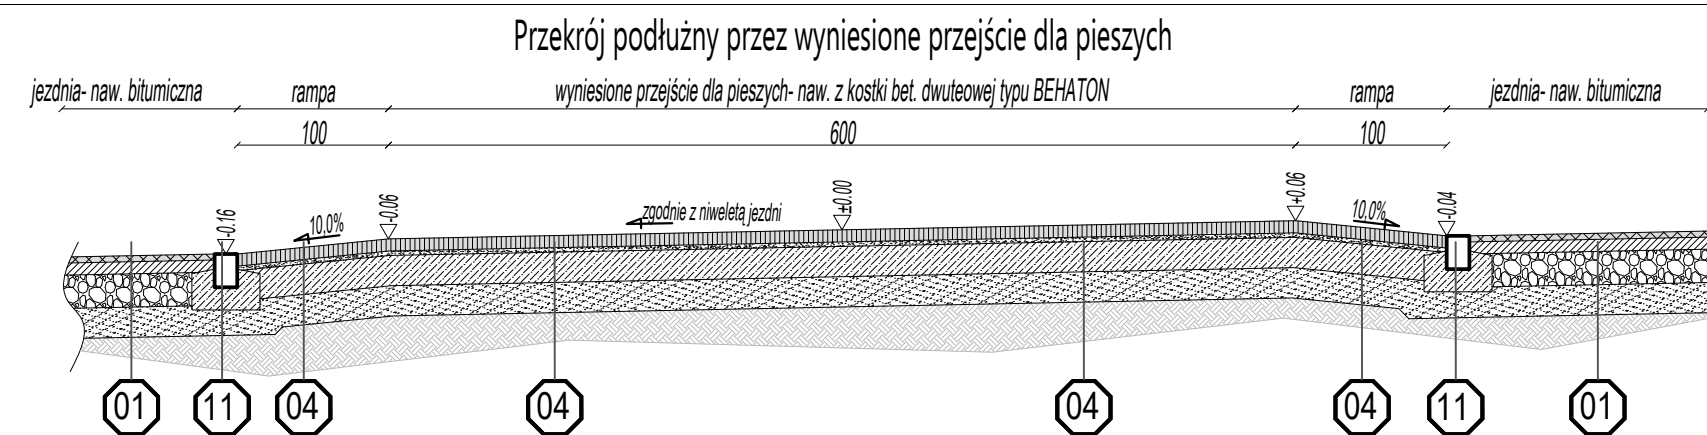 Przekrój podłużny przez wyniesione przejście dla pieszych
jezdnia- naw. bitumiczna
rampa
wyniesione przejście dla pieszych- naw. z kostki bet. dwuteowej typu BEHATON
rampa
jezdnia- naw. bitumiczna
100
600
100
-0.16
10,0%
-0.06
zgodnie z niweletą jezdni
±0.00
+0.06
10,0%
-0.04
01
11
04
04
04
04
11
01